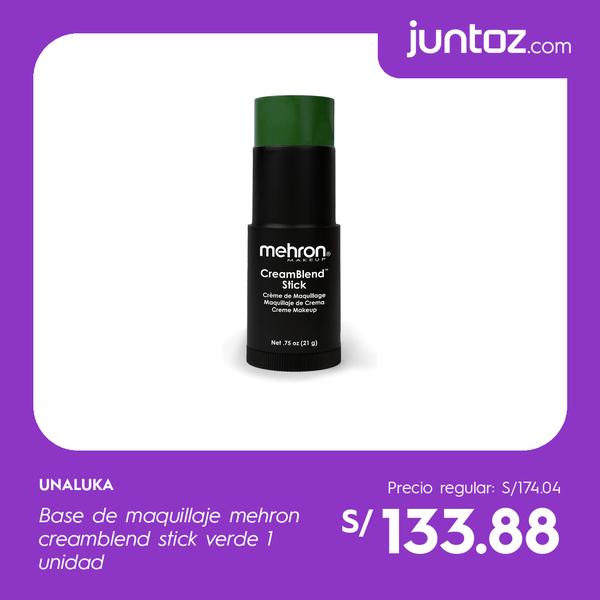 juntoz.com
mehron®
MAKEUP
CreamBlend™
Stick
Crème de Maquillage
Maquillaje de Crema
Creme Makeup
Net .75 oz (21 g)
UNALUKA
Base de maquillaje mehron
creamblend stick verde 1
unidad
Precio regular: S/174.04
S/133.88